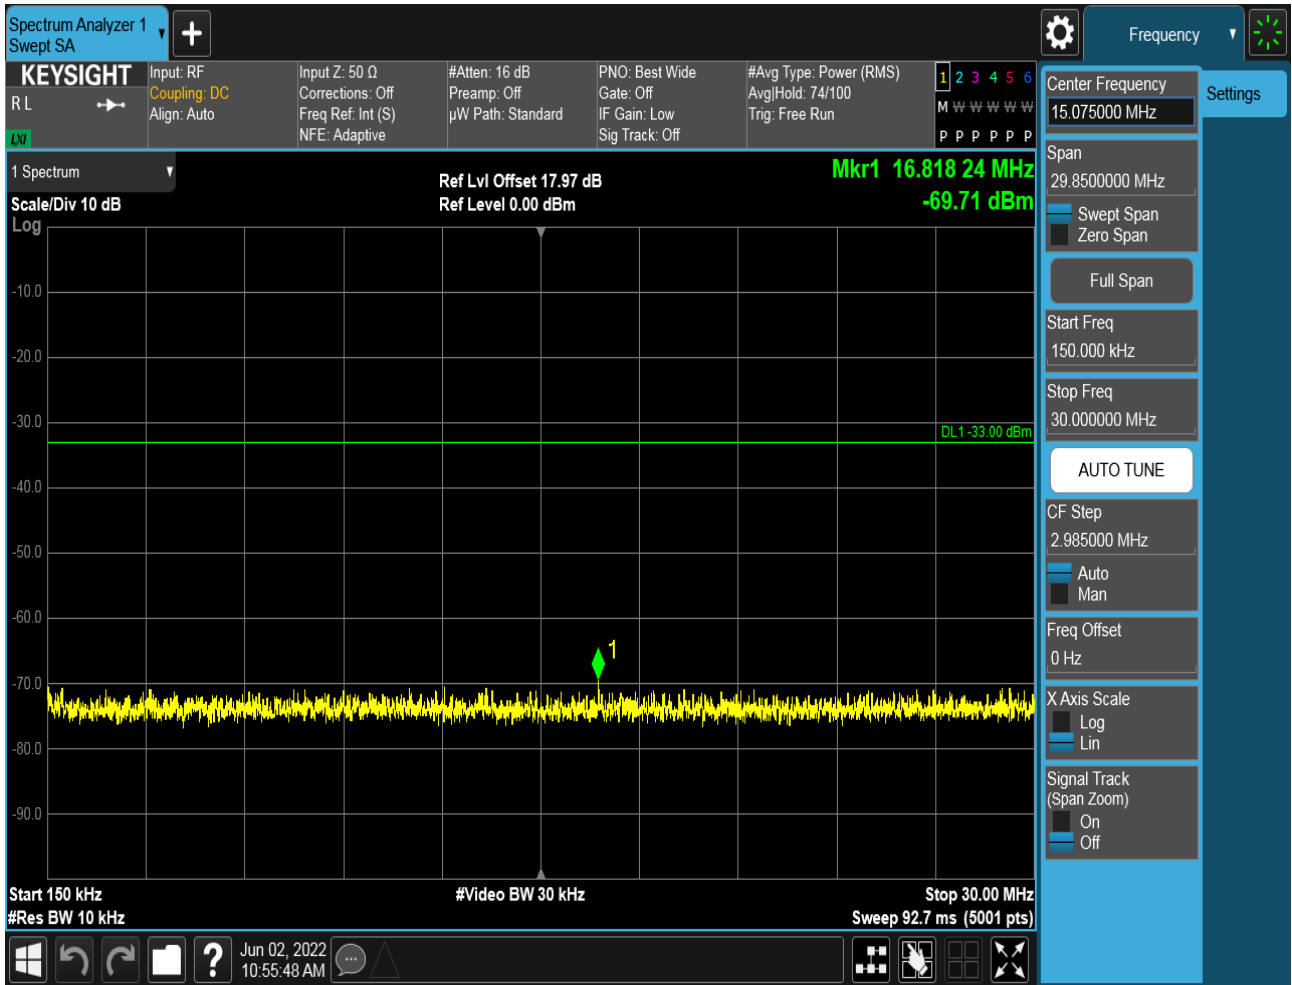 Spectrum Analyzer 1
Swept SA
Frequency
KEYSIGHT
R L
LXI
Input: RF
Coupling: DC
Align: Auto
Input Z: 50 Ω
Corrections: Off
Freq Ref: Int (S)
NFE: Adaptive
#Atten: 16 dB
Preamp: Off
µW Path: Standard
PNO: Best Wide
Gate: Off
IF Gain: Low
Sig Track: Off
#Avg Type: Power (RMS)
Avg|Hold: 74/100
Trig: Free Run
1 2 3 4 5 6
M W W W W W
P P P P P P
1 Spectrum
Scale/Div 10 dB
Log
Ref Lvl Offset 17.97 dB
Ref Level 0.00 dBm
Mkr1 16.818 24 MHz
-69.71 dBm
-10.0
-20.0
-30.0
DL1 -33.00 dBm
-40.0
-50.0
-60.0
1
-70.0
-80.0
-90.0
Start 150 kHz
#Video BW 30 kHz
Stop 30.00 MHz
#Res BW 10 kHz
Sweep 92.7 ms (5001 pts)
?
Jun 02, 2022
10:55:48 AM
Center Frequency
15.075000 MHz
Settings
Span
29.8500000 MHz
Swept Span
Zero Span
Full Span
Start Freq
150.000 kHz
Stop Freq
30.000000 MHz
AUTO TUNE
CF Step
2.985000 MHz
Auto
Man
Freq Offset
0 Hz
X Axis Scale
Log
Lin
Signal Track
(Span Zoom)
On
Off